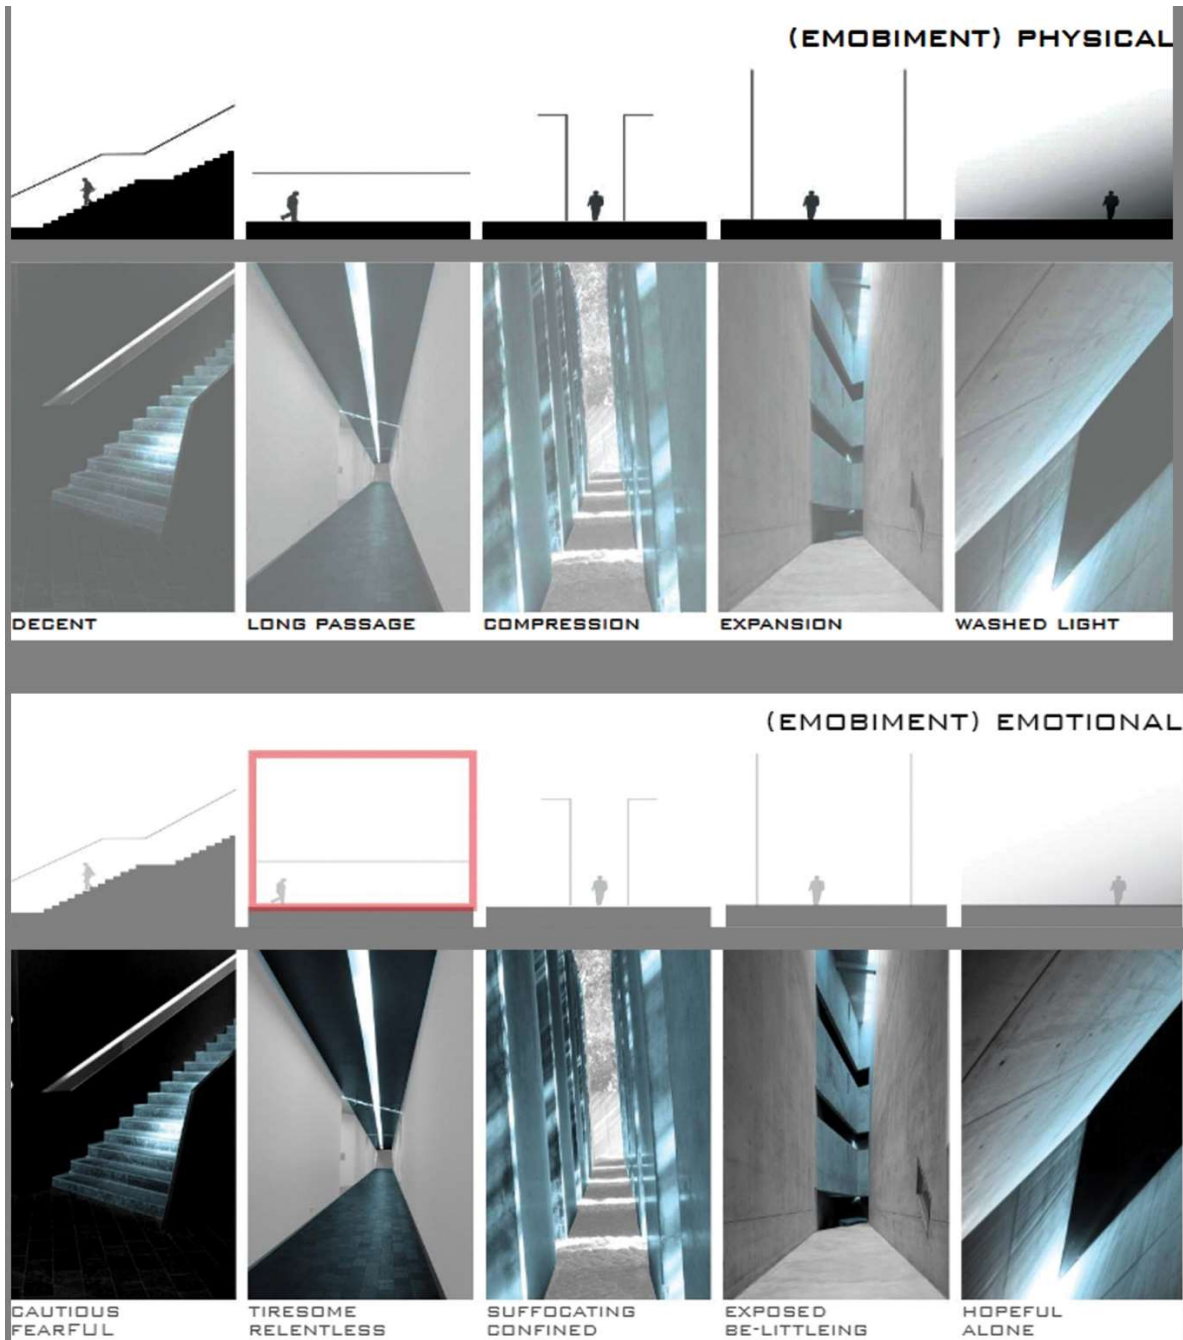 (EMOBIMENT) PHYSICAL
DECENT
LONG PASSAGE
COMPRESSION
EXPANSION
WASHED LIGHT
(EMOBIMENT) EMOTIONAL
CAUTIOUS
FEARFUL
TIRESOME
RELENTLESS
SUFFOCATING
CONFINED
EXPOSED
BE-LITTLEING
HOPEFUL
ALONE